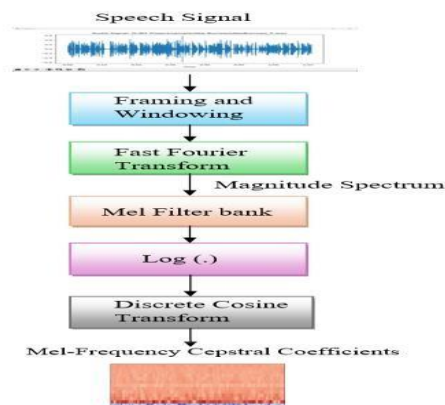 Speech Signal
Framing and
Windowing
Fast Fourier
Transform
Magnitude Spectrum
Mel Filter bank
Log (.)
Discrete Cosine
Transform
Mel-Frequency Cepstral Coefficients